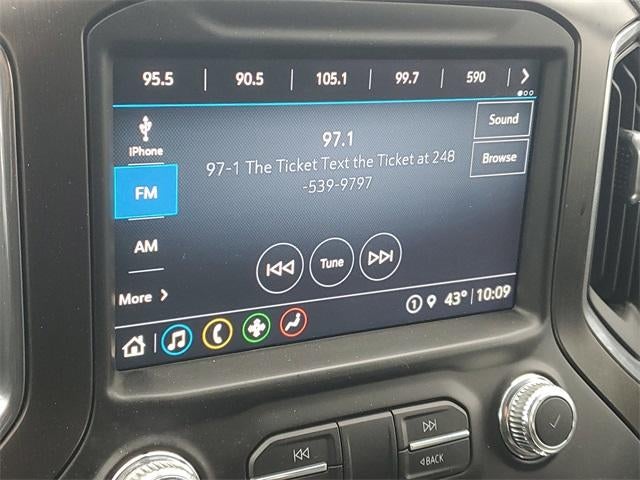 95.5 90.5 105.1 99.7 590
iPhone
97.1
Sound
97-1 The Ticket Text the Ticket at 248
-539-9797
Browse
FM
AM
Tune
More
1 43° 10:09
BACK